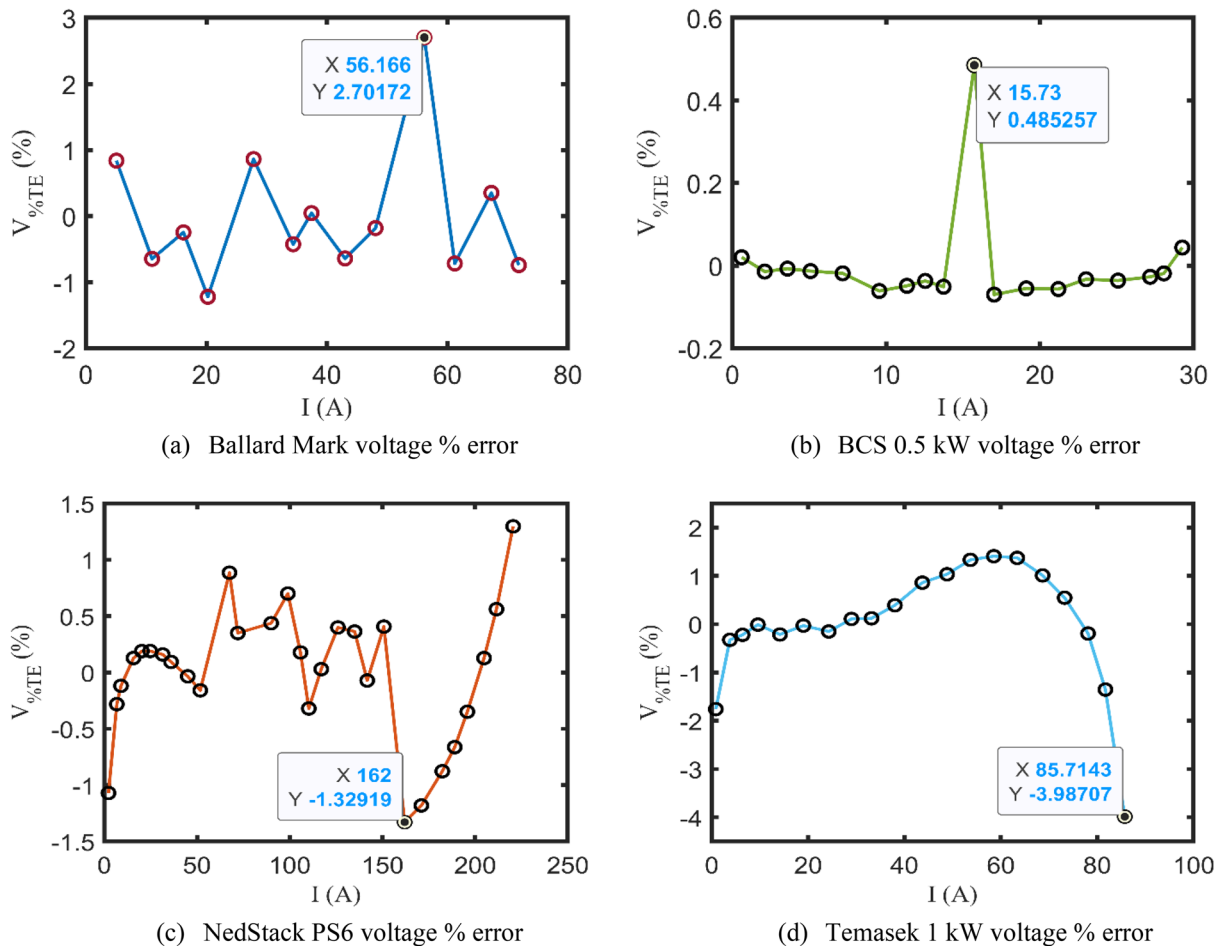 3
2
1
0
-1
-2
0 20 40 60 80
V%TE (%)
I (A)
X 56.166
Y 2.70172
(a) Ballard Mark voltage % error
0.6
0.4
0.2
0
-0.2
0 10 20 30
V%TE (%)
I (A)
X 15.73
Y 0.485257
(b) BCS 0.5 kW voltage % error
1.5
1
0.5
0
-0.5
-1
-1.5
0 50 100 150 200 250
V%TE (%)
I (A)
X 162
Y -1.32919
(c) NedStack PS6 voltage % error
2
1
0
-1
-2
-3
-4
0 20 40 60 80 100
V%TE (%)
I (A)
X 85.7143
Y -3.98707
(d) Temasek 1 kW voltage % error